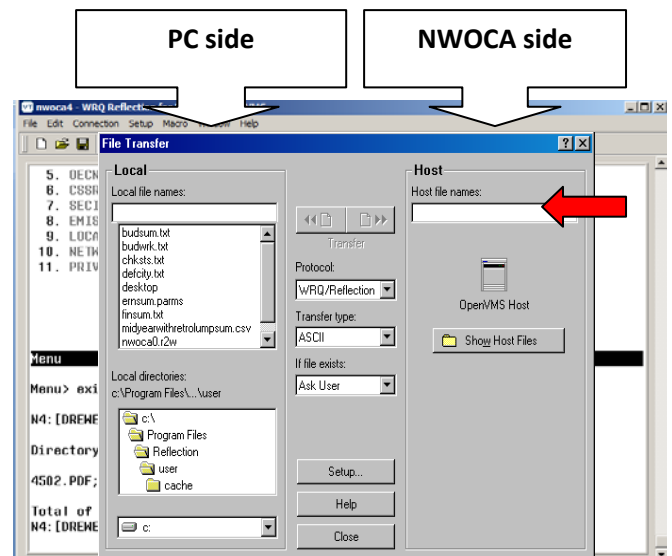 PC side
NWOCA side
nwoca4 - WRQ Reflection
File Edit Connection Setup Macro Help
File Transfer
5. OECN
6. CSSR
7. SECI
8. EMIS
9. LOCA
10. NETW
11. PRIV
Menu
Menu> exi
N4:[DREWE
Directory
4502.PDF;
Total of
N4:[DREWE
Local
Local file names:
budsum.txt
budwrk.txt
chksts.txt
defcity.txt
desktop
ernsum.parms
finsum.txt
midyearwithretrolumpsum.csv
nwoca0.r2w
Local directories:
c:\Program Files\...\user
c:\
Program Files
Reflection
user
cache
c:
Transfer
Protocol:
WRQ/Reflection
Transfer type:
ASCII
If file exists:
Ask User
Setup...
Help
Close
Host
Host file names:
OpenVMS Host
Show Host Files